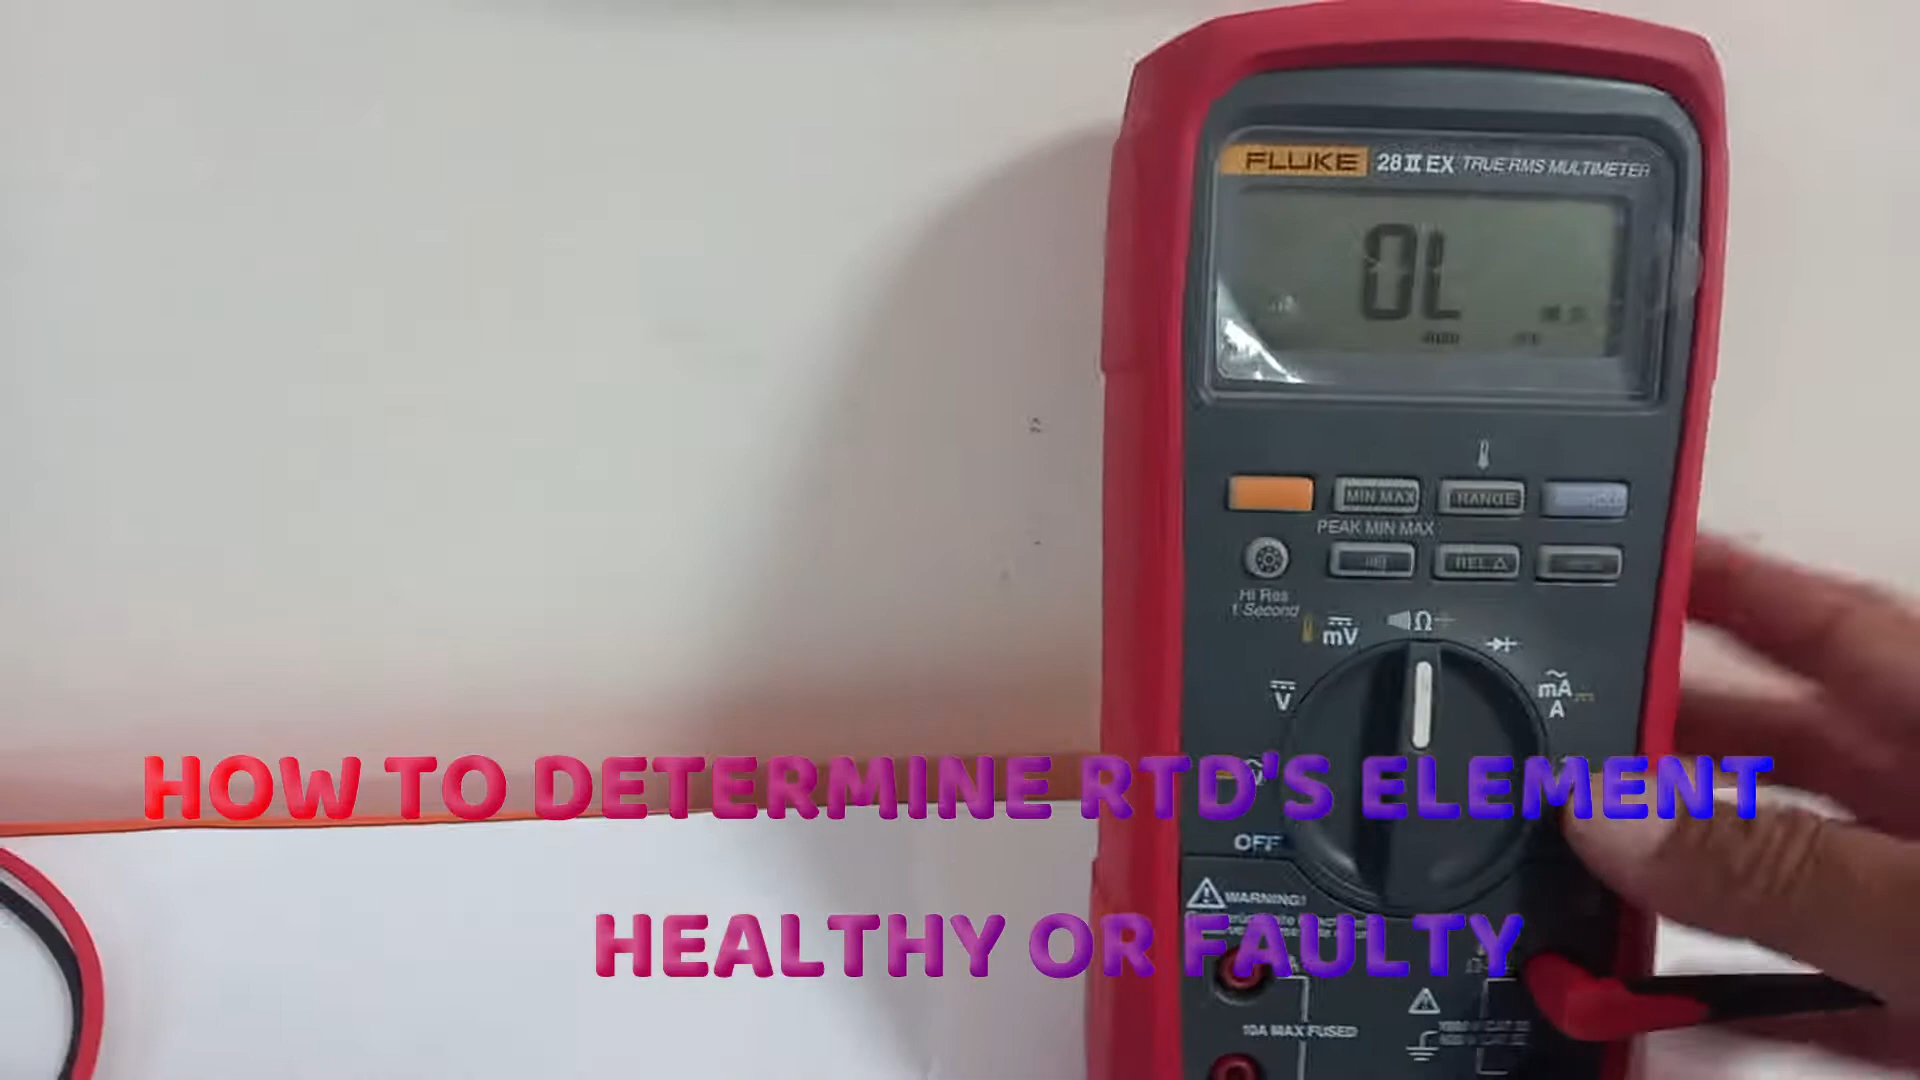 FLUKE 28 II EX TRUE RMS MULTIMETER
OL
MIN MAX
RANGE
PEAK MIN MAX
REL △
Hi Res
1 Second
mV
Ω
V
mA
A
HOW TO DETERMINE RTD'S ELEMENT
OFF
WARNING!
HEALTHY OR FAULTY
10A MAX FUSED